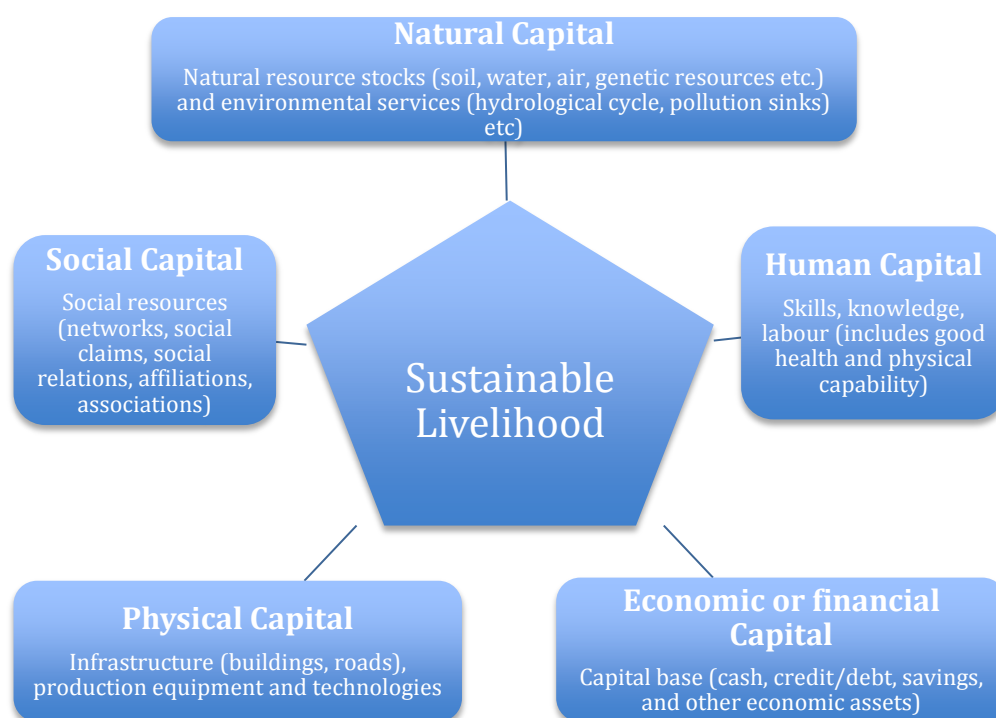 Natural Capital
Natural resource stocks (soil, water, air, genetic resources etc.)
and environmental services (hydrological cycle, pollution sinks)
etc)
Social Capital
Social resources
(networks, social
claims, social
relations, affiliations,
associations)
Human Capital
Skills, knowledge,
labour (includes good
health and physical
capability)
Sustainable
Livelihood
Physical Capital
Infrastructure (buildings, roads),
production equipment and technologies
Economic or financial
Capital
Capital base (cash, credit/debt, savings,
and other economic assets)